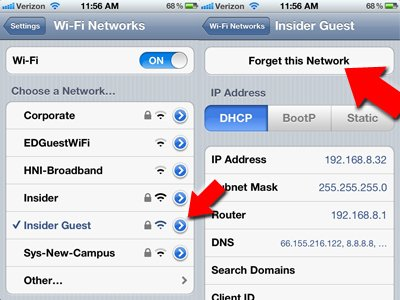 Verizon 11:56 AM 68%
Settings Wi-Fi Networks
Wi-Fi ON
Choose a Network...
Corporate
EDGuestWiFi
HNI-Broadband
Insider
✓ Insider Guest
Sys-New-Campus
Other...
Verizon 11:56 AM 68%
Wi-Fi Networks Insider Guest
Forget this Network
IP Address
DHCP BootP Static
IP Address 192.168.8.32
ubnet Mask 255.255.255.0
Router 192.168.8.1
DNS 66.155.216.122, 8.8.8.8, ...
Search Domains
Client ID